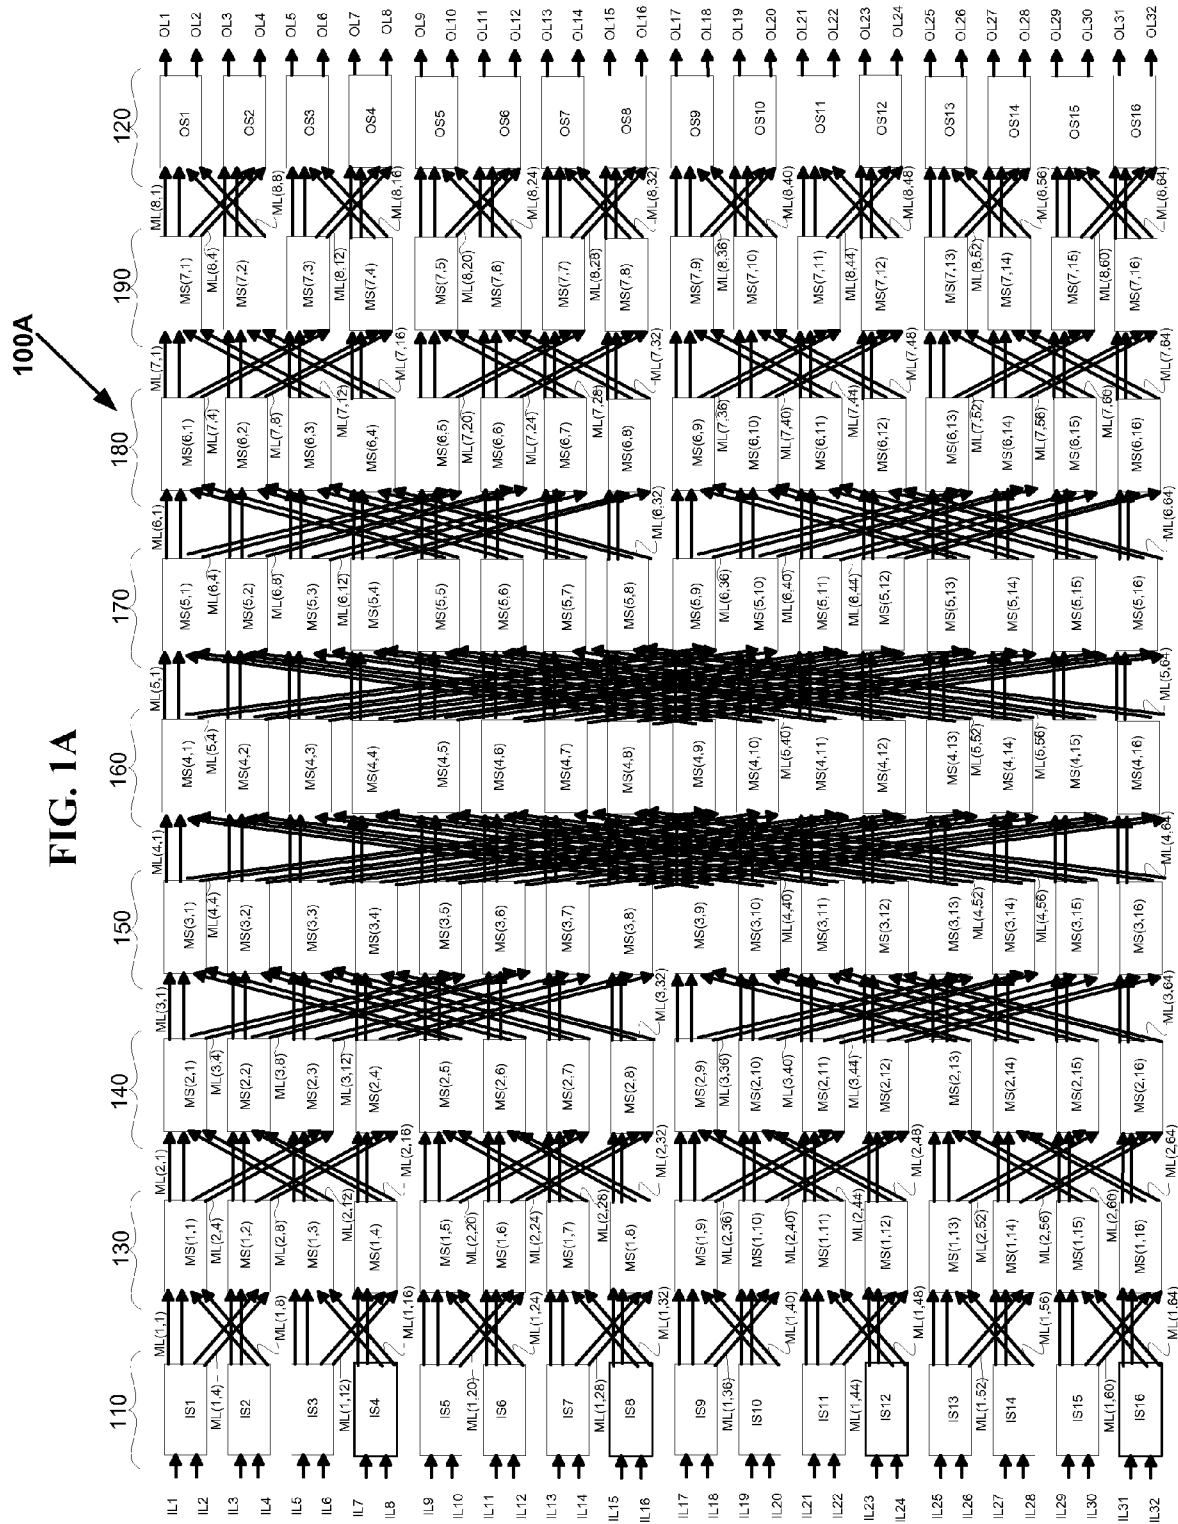 FIG. 1A
100A
110
130
140
150
160
170
180
190
120
IL1
IL2
IL3
IL4
IL5
IL6
IL7
IL8
IL9
IL10
IL11
IL12
IL13
IL14
IL15
IL16
IL17
IL18
IL19
IL20
IL21
IL22
IL23
IL24
IL25
IL26
IL27
IL28
IL29
IL30
IL31
IL32
IS1
IS2
IS3
IS4
IS5
IS6
IS7
IS8
IS9
IS10
IS11
IS12
IS13
IS14
IS15
IS16
ML(1,1)
ML(1,4)
ML(1,8)
ML(1,12)
ML(1,16)
ML(1,20)
ML(1,24)
ML(1,28)
ML(1,32)
ML(1,36)
ML(1,40)
ML(1,44)
ML(1,48)
ML(1,52)
ML(1,56)
ML(1,60)
ML(1,64)
MS(1,1)
MS(1,2)
MS(1,3)
MS(1,4)
MS(1,5)
MS(1,6)
MS(1,7)
MS(1,8)
MS(1,9)
MS(1,10)
MS(1,11)
MS(1,12)
MS(1,13)
MS(1,14)
MS(1,15)
MS(1,16)
ML(2,1)
ML(2,4)
ML(2,8)
ML(2,12)
ML(2,16)
ML(2,20)
ML(2,24)
ML(2,28)
ML(2,32)
ML(2,36)
ML(2,40)
ML(2,44)
ML(2,48)
ML(2,52)
ML(2,56)
ML(2,60)
ML(2,64)
MS(2,1)
MS(2,2)
MS(2,3)
MS(2,4)
MS(2,5)
MS(2,6)
MS(2,7)
MS(2,8)
MS(2,9)
MS(2,10)
MS(2,11)
MS(2,12)
MS(2,13)
MS(2,14)
MS(2,15)
MS(2,16)
ML(3,1)
ML(3,4)
ML(3,8)
ML(3,12)
ML(3,32)
ML(3,36)
ML(3,40)
ML(3,44)
ML(3,64)
MS(3,1)
MS(3,2)
MS(3,3)
MS(3,4)
MS(3,5)
MS(3,6)
MS(3,7)
MS(3,8)
MS(3,9)
MS(3,10)
MS(3,11)
MS(3,12)
MS(3,13)
MS(3,14)
MS(3,15)
MS(3,16)
ML(4,1)
ML(4,4)
ML(4,40)
ML(4,52)
ML(4,56)
ML(4,64)
MS(4,1)
MS(4,2)
MS(4,3)
MS(4,4)
MS(4,5)
MS(4,6)
MS(4,7)
MS(4,8)
MS(4,9)
MS(4,10)
MS(4,11)
MS(4,12)
MS(4,13)
MS(4,14)
MS(4,15)
MS(4,16)
ML(5,1)
ML(5,4)
ML(5,40)
ML(5,52)
ML(5,56)
ML(5,64)
MS(5,1)
MS(5,2)
MS(5,3)
MS(5,4)
MS(5,5)
MS(5,6)
MS(5,7)
MS(5,8)
MS(5,9)
MS(5,10)
MS(5,11)
MS(5,12)
MS(5,13)
MS(5,14)
MS(5,15)
MS(5,16)
ML(6,1)
ML(6,4)
ML(6,8)
ML(6,12)
ML(6,32)
ML(6,36)
ML(6,40)
ML(6,44)
ML(6,64)
MS(6,1)
MS(6,2)
MS(6,3)
MS(6,4)
MS(6,5)
MS(6,6)
MS(6,7)
MS(6,8)
MS(6,9)
MS(6,10)
MS(6,11)
MS(6,12)
MS(6,13)
MS(6,14)
MS(6,15)
MS(6,16)
ML(7,1)
ML(7,4)
ML(7,8)
ML(7,12)
ML(7,16)
ML(7,20)
ML(7,24)
ML(7,28)
ML(7,32)
ML(7,36)
ML(7,40)
ML(7,44)
ML(7,48)
ML(7,52)
ML(7,56)
ML(7,60)
ML(7,64)
MS(7,1)
MS(7,2)
MS(7,3)
MS(7,4)
MS(7,5)
MS(7,6)
MS(7,7)
MS(7,8)
MS(7,9)
MS(7,10)
MS(7,11)
MS(7,12)
MS(7,13)
MS(7,14)
MS(7,15)
MS(7,16)
ML(8,1)
ML(8,4)
ML(8,8)
ML(8,12)
ML(8,16)
ML(8,20)
ML(8,24)
ML(8,28)
ML(8,32)
ML(8,36)
ML(8,40)
ML(8,44)
ML(8,48)
ML(8,52)
ML(8,56)
ML(8,60)
ML(8,64)
OS1
OS2
OS3
OS4
OS5
OS6
OS7
OS8
OS9
OS10
OS11
OS12
OS13
OS14
OS15
OS16
OL1
OL2
OL3
OL4
OL5
OL6
OL7
OL8
OL9
OL10
OL11
OL12
OL13
OL14
OL15
OL16
OL17
OL18
OL19
OL20
OL21
OL22
OL23
OL24
OL25
OL26
OL27
OL28
OL29
OL30
OL31
OL32